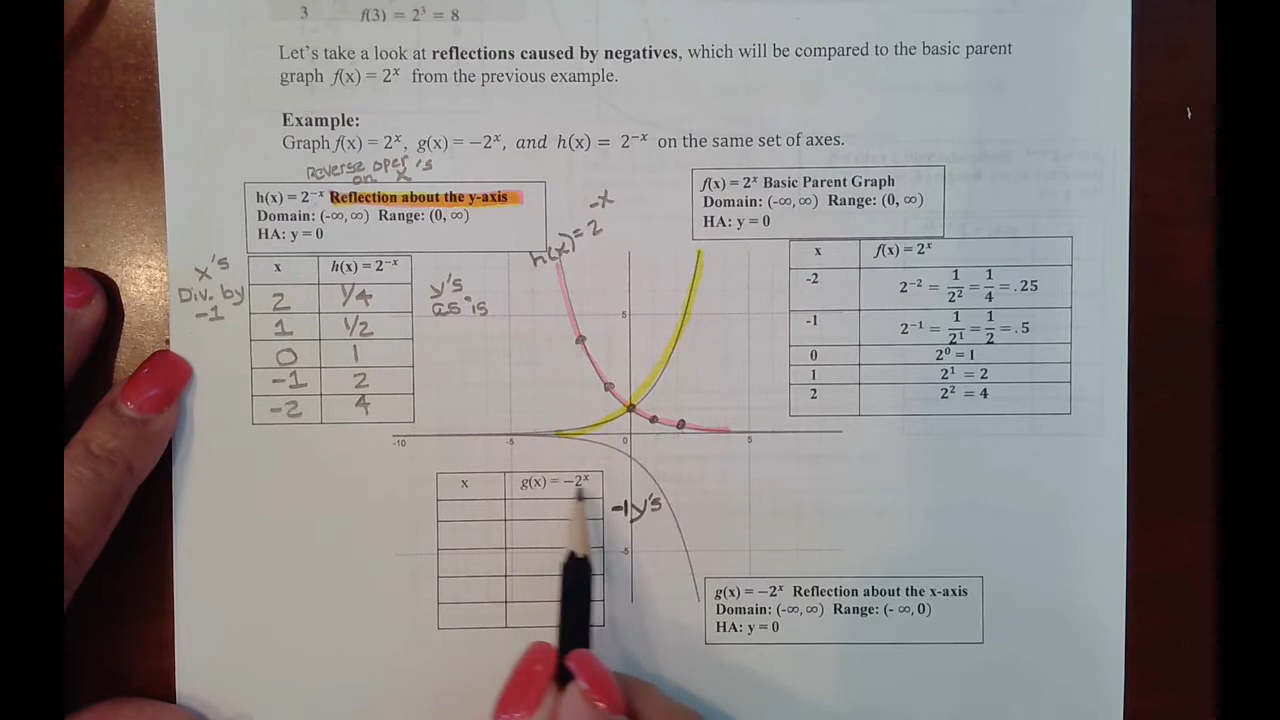 3 f(3) = 2³ = 8
Let's take a look at reflections caused by negatives, which will be compared to the basic parent
graph f(x) = 2ˣ from the previous example.
Example:
Graph f(x) = 2ˣ, g(x) = −2ˣ, and h(x) = 2⁻ˣ on the same set of axes.
Reverse oper's
on x
h(x) = 2⁻ˣ Reflection about the y-axis
Domain: (-∞, ∞) Range: (0, ∞)
HA: y = 0
f(x) = 2ˣ Basic Parent Graph
Domain: (-∞, ∞) Range: (0, ∞)
HA: y = 0
h(x) = 2⁻ˣ
x's
Div. by
-1
x h(x) = 2⁻ˣ
2 1/4
1 1/2
0 1
-1 2
-2 4
y's
as is
x f(x) = 2ˣ
-2 2⁻² = 1/2² = 1/4 = .25
-1 2⁻¹ = 1/2¹ = 1/2 = .5
0 2⁰ = 1
1 2¹ = 2
2 2² = 4
5
-10 -5 0 5
-5
x g(x) = −2ˣ
-1y's
g(x) = −2ˣ Reflection about the x-axis
Domain: (-∞, ∞) Range: (- ∞, 0)
HA: y = 0